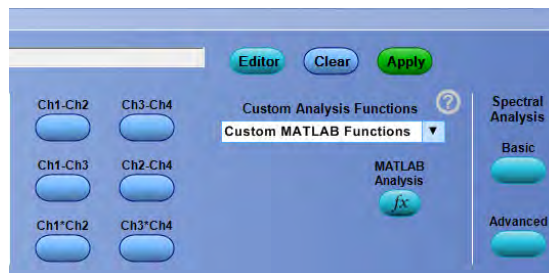 Editor Clear Apply
Ch1-Ch2 Ch3-Ch4
Custom Analysis Functions ?
Custom MATLAB Functions
Spectral
Analysis
Basic
Ch1-Ch3 Ch2-Ch4
MATLAB
Analysis
fx
Ch1*Ch2 Ch3*Ch4
Advanced